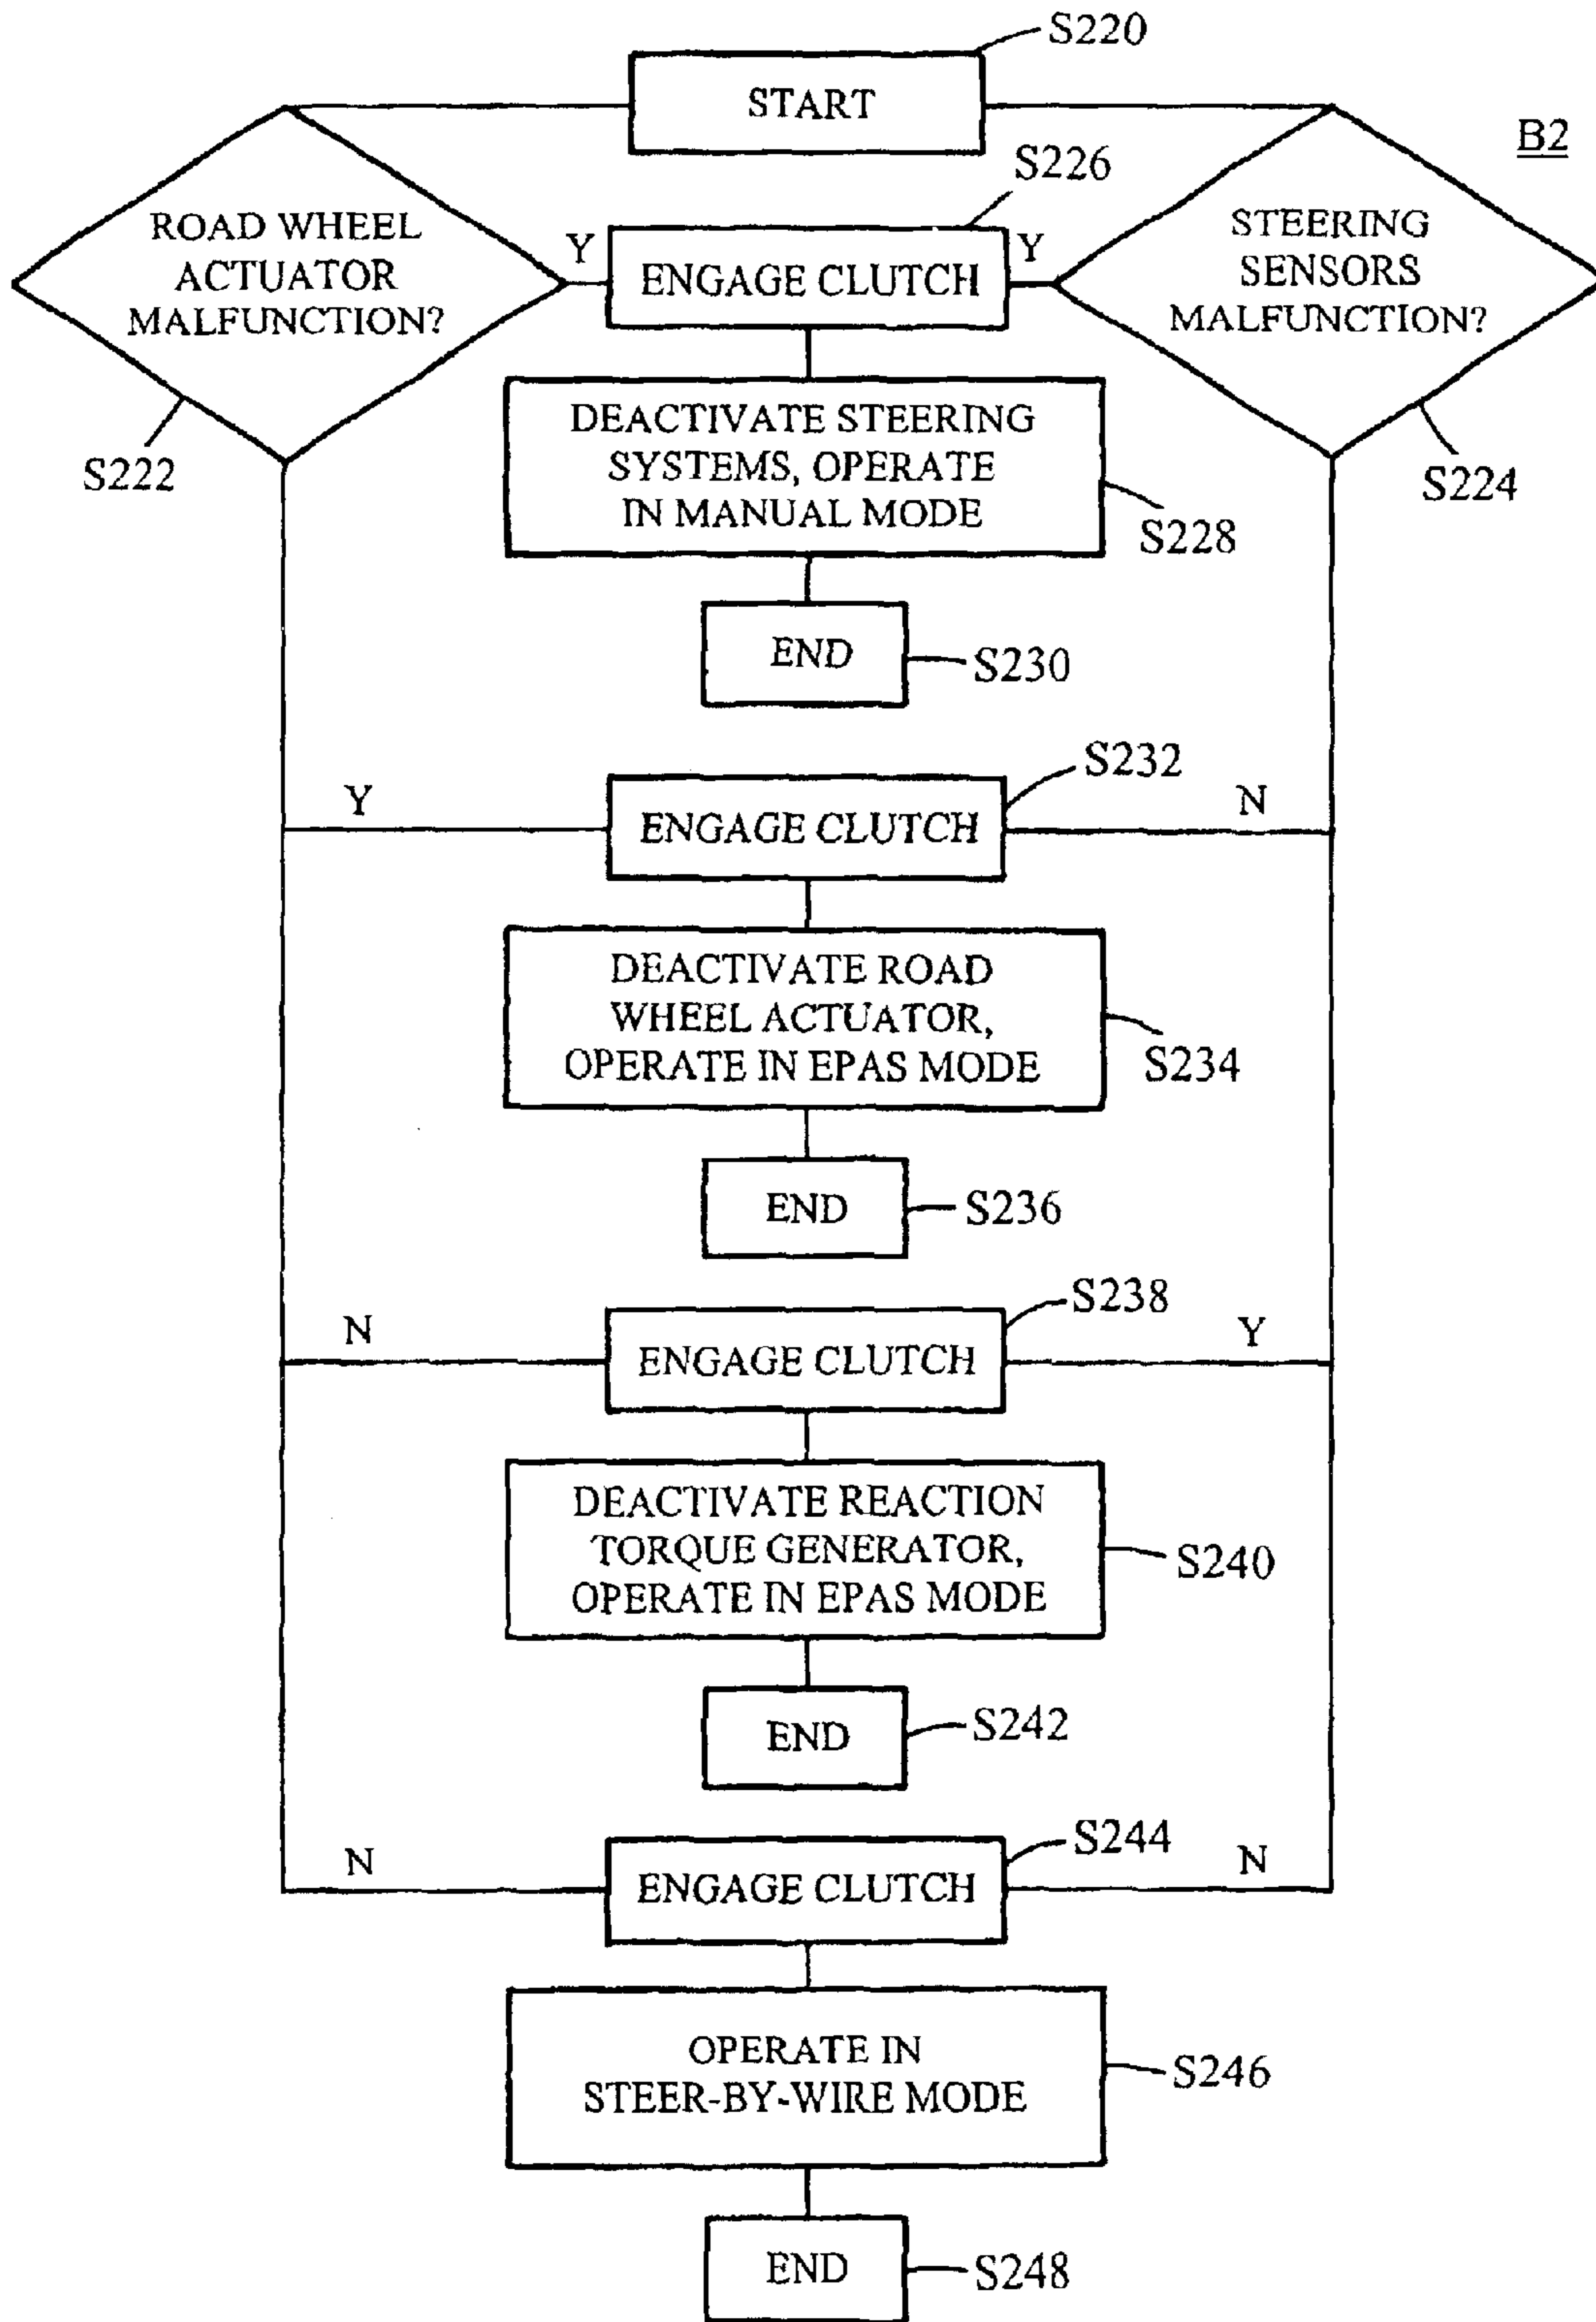 S220
START
B2
S226
ROAD WHEEL
ACTUATOR
MALFUNCTION?
Y
ENGAGE CLUTCH
Y
STEERING
SENSORS
MALFUNCTION?
S222
DEACTIVATE STEERING
SYSTEMS, OPERATE
IN MANUAL MODE
S224
S228
END
S230
S232
Y
ENGAGE CLUTCH
N
DEACTIVATE ROAD
WHEEL ACTUATOR,
OPERATE IN EPAS MODE
S234
END
S236
S238
N
ENGAGE CLUTCH
Y
DEACTIVATE REACTION
TORQUE GENERATOR,
OPERATE IN EPAS MODE
S240
END
S242
S244
N
ENGAGE CLUTCH
N
OPERATE IN
STEER-BY-WIRE MODE
S246
END
S248